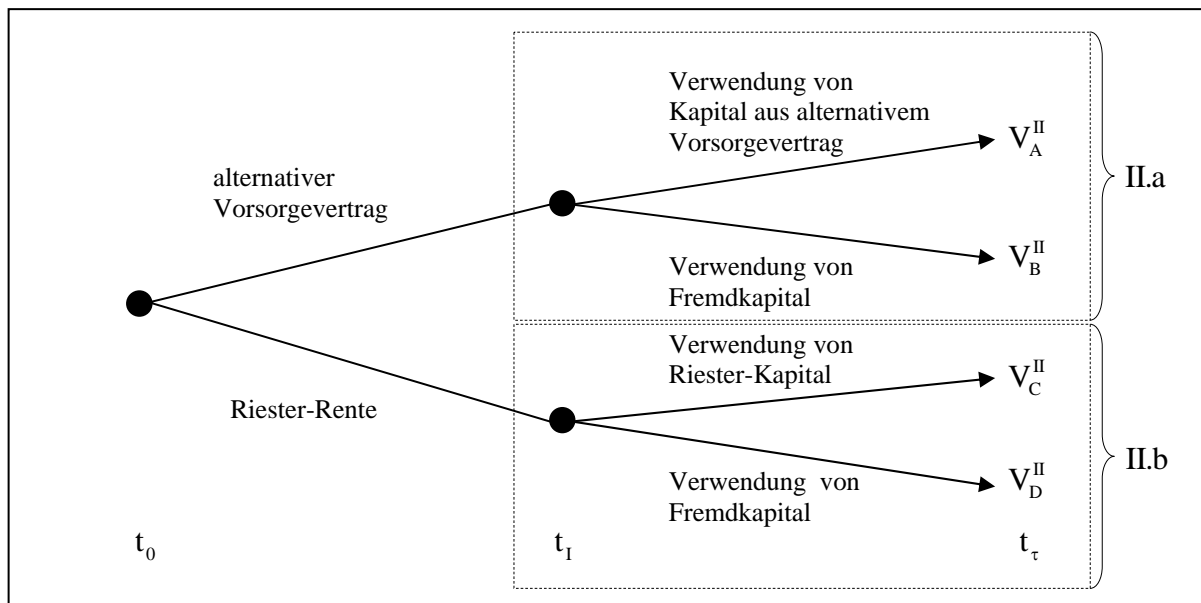 Verwendung von
Kapital aus alternativem
Vorsorgevertrag
V_A^II
alternativer
Vorsorgevertrag
II.a
V_B^II
Verwendung von
Fremdkapital
Verwendung von
Riester-Kapital
V_C^II
Riester-Rente
II.b
V_D^II
Verwendung von
Fremdkapital
t_0
t_I
t_τ